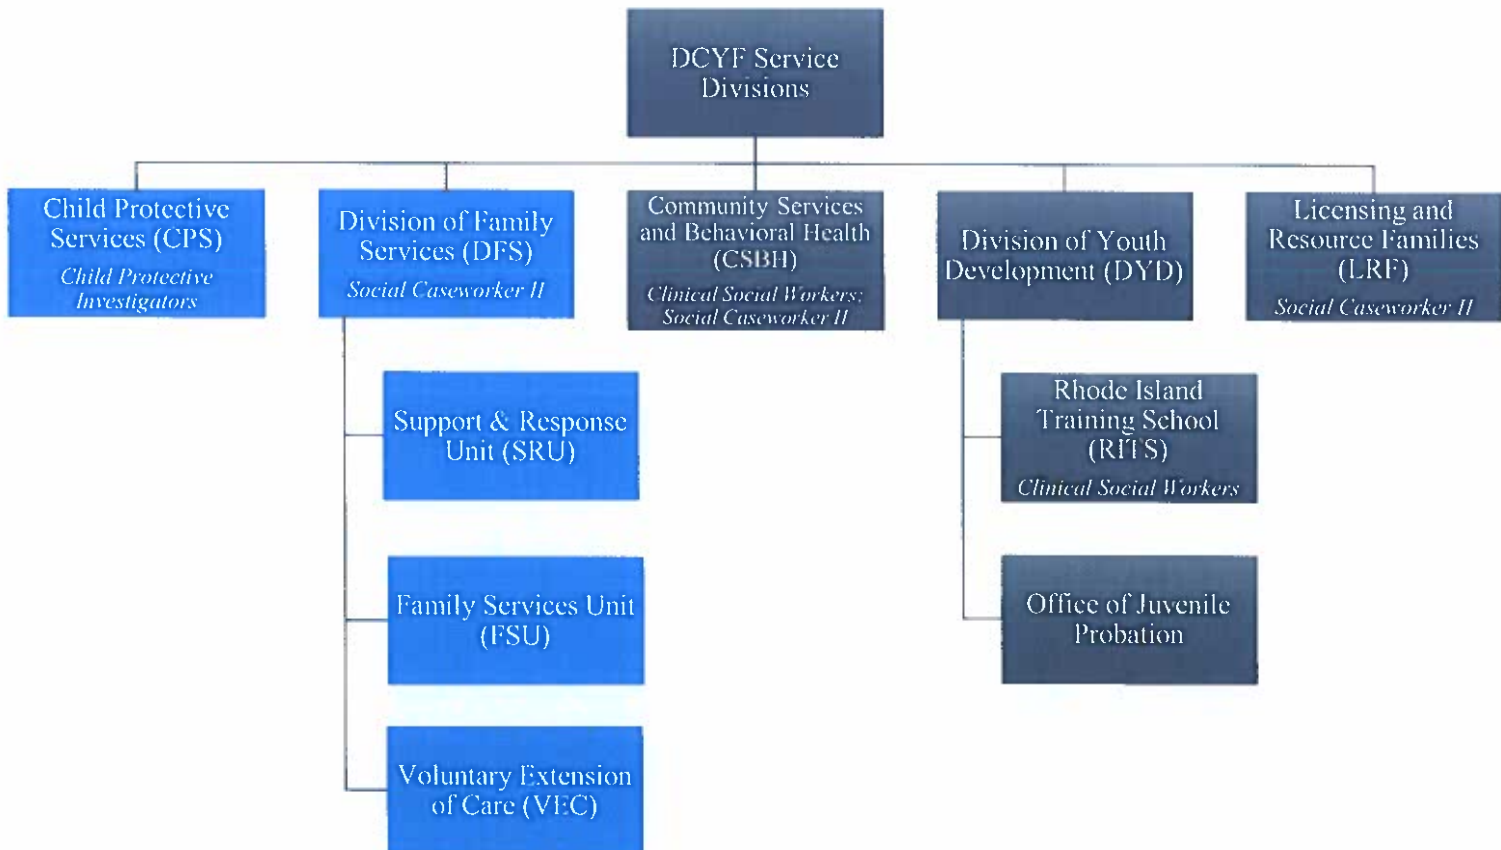 DCYF Service
Divisions
Child Protective
Services (CPS)
Child Protective
Investigators
Division of Family
Services (DFS)
Social Caseworker II
Community Services
and Behavioral Health
(CSBH)
Clinical Social Workers;
Social Caseworker II
Division of Youth
Development (DYD)
Licensing and
Resource Families
(LRF)
Social Caseworker II
Support & Response
Unit (SRU)
Rhode Island
Training School
(RITS)
Clinical Social Workers
Family Services Unit
(FSU)
Office of Juvenile
Probation
Voluntary Extension
of Care (VEC)